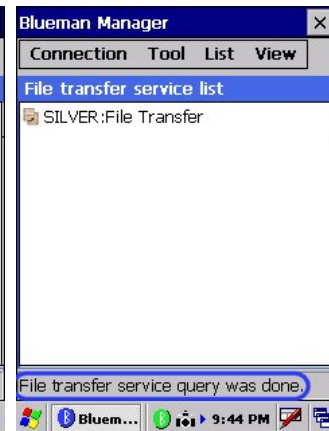 Blueman Manager
Connection Tool List View
File transfer service list
SILVER:File Transfer
File transfer service query was done.
Bluem... 9:44 PM